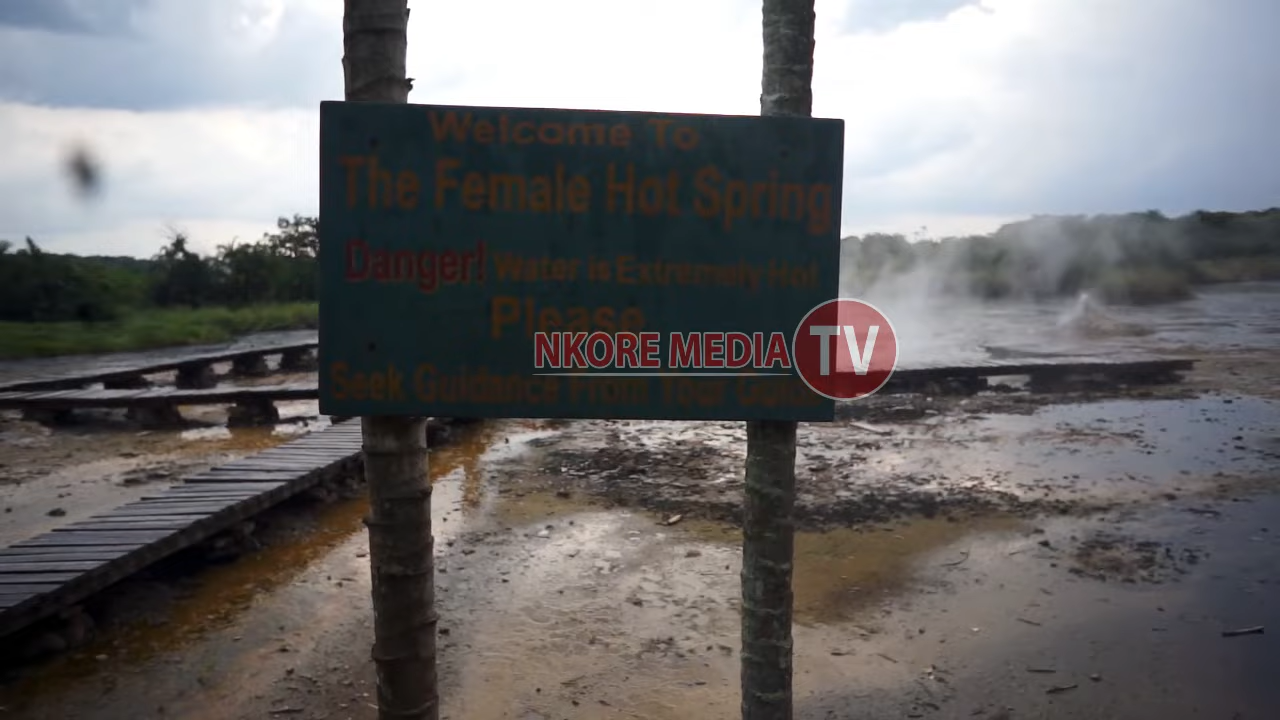 Welcome To
The Female Hot Spring
Danger! Water is Extremely Hot
Please
NKORE MEDIA TV
Seek Guidance From Your Guide